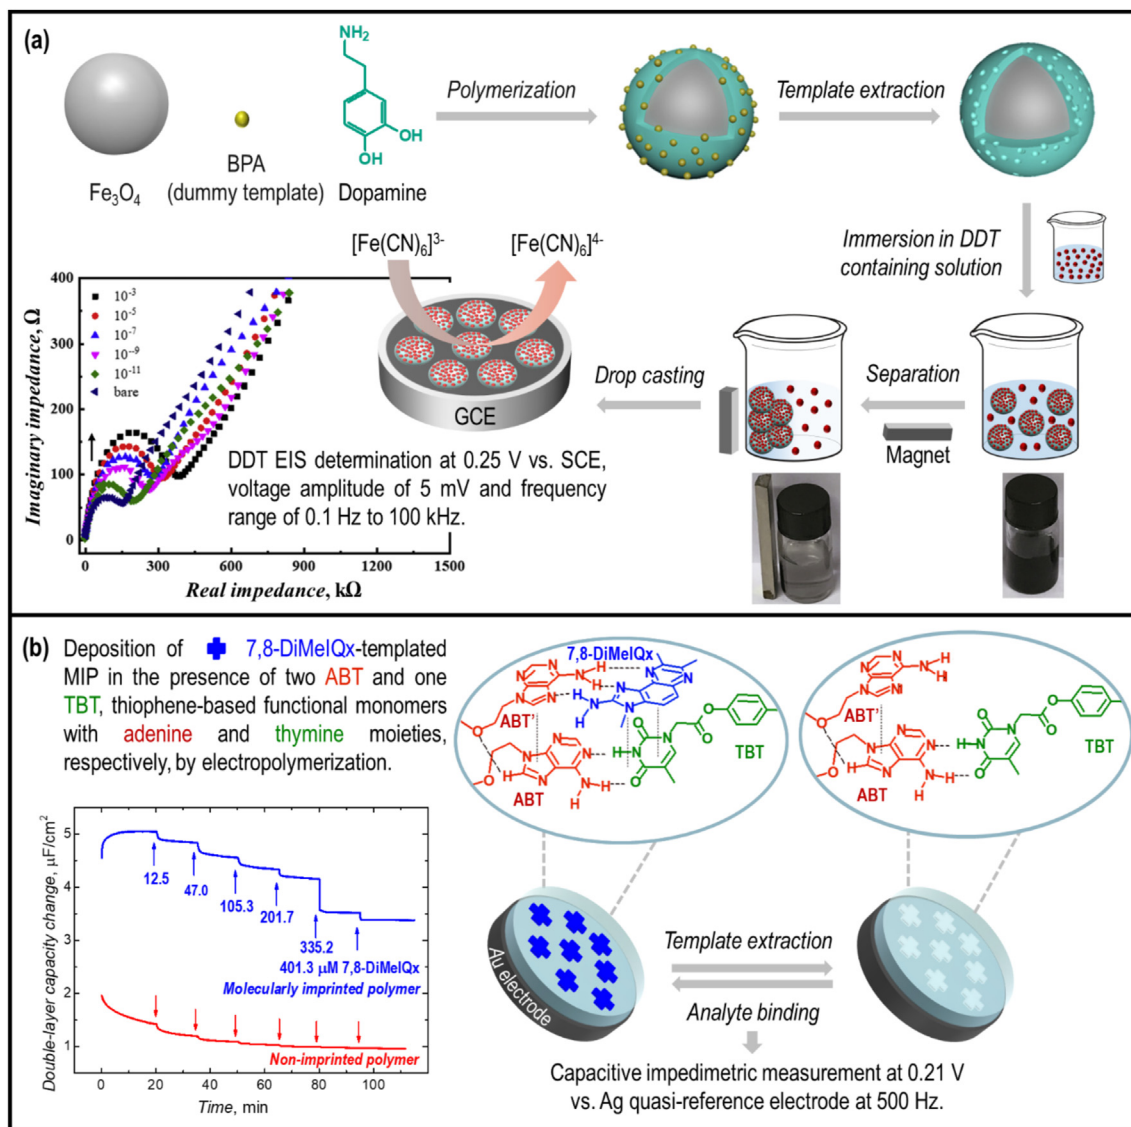 (a)
NH2
OH
OH
Polymerization
Template extraction
Fe3O4
BPA
(dummy template)
Dopamine
[Fe(CN)6]3-
[Fe(CN)6]4-
Immersion in DDT
containing solution
Imaginary impedance, Ω
400
300
200
100
0
10-3
10-5
10-7
10--9
10-11
bare
0
300
600
900
1200
1500
Real impedance, kΩ
GCE
Drop casting
Separation
Magnet
DDT EIS determination at 0.25 V vs. SCE,
voltage amplitude of 5 mV and frequency
range of 0.1 Hz to 100 kHz.
(b)
Deposition of 7,8-DiMeIQx-templated
MIP in the presence of two ABT and one
TBT, thiophene-based functional monomers
with adenine and thymine moieties,
respectively, by electropolymerization.
Double-layer capacity change, µF/cm2
5
4
3
2
1
12.5
47.0
105.3
201.7
335.2
401.3 µM 7,8-DiMeIQx
Molecularly imprinted polymer
Non-imprinted polymer
0
20
40
60
80
100
Time, min
7,8-DiMeIQx
ABT'
ABT
TBT
ABT'
ABT
TBT
Au electrode
Template extraction
Analyte binding
Capacitive impedimetric measurement at 0.21 V
vs. Ag quasi-reference electrode at 500 Hz.